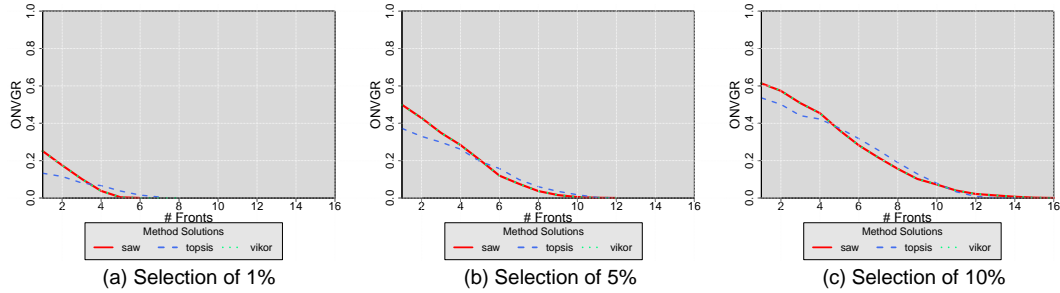 ONVGR
0.0 0.2 0.4 0.6 0.8 1.0
2 4 6 8 10 12 14 16
# Fronts
Method Solutions
saw topsis vikor
(a) Selection of 1%
ONVGR
0.0 0.2 0.4 0.6 0.8 1.0
2 4 6 8 10 12 14 16
# Fronts
Method Solutions
saw topsis vikor
(b) Selection of 5%
ONVGR
0.0 0.2 0.4 0.6 0.8 1.0
2 4 6 8 10 12 14 16
# Fronts
Method Solutions
saw topsis vikor
(c) Selection of 10%